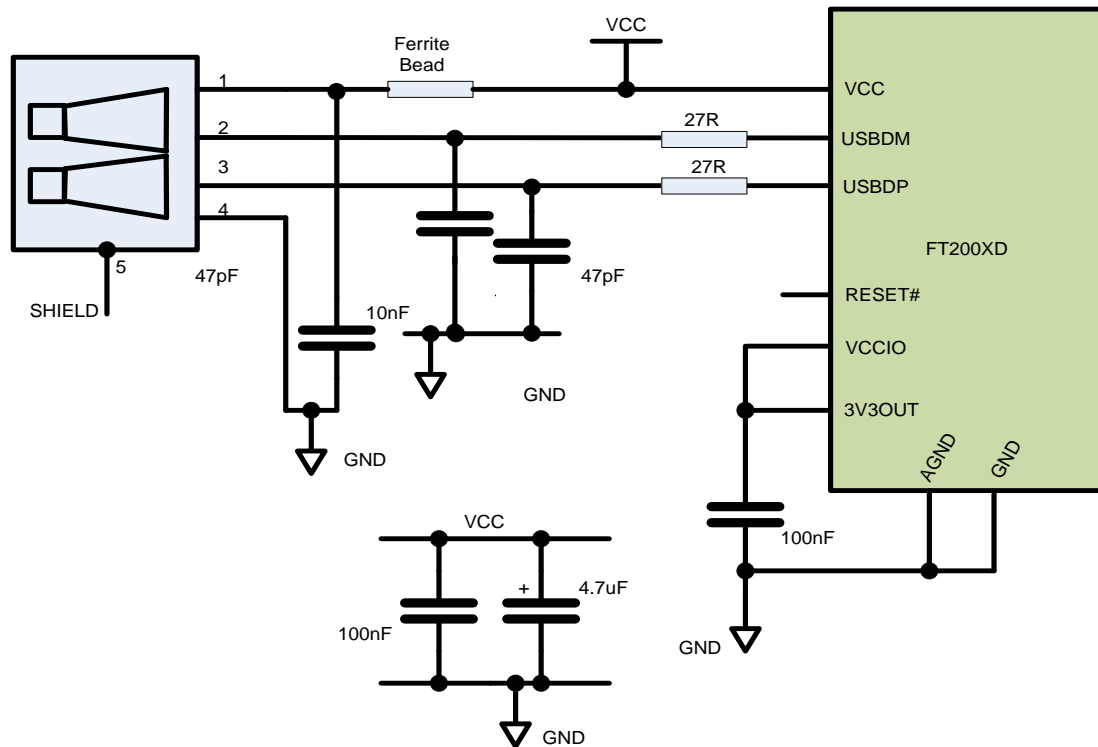 VCC
Ferrite
Bead
1
VCC
27R
2
USBDM
27R
3
USBDP
4
FT200XD
5
47pF
47pF
RESET#
SHIELD
10nF
VCCIO
GND
3V3OUT
GND
AGND
GND
VCC
100nF
+
4.7uF
100nF
GND
GND